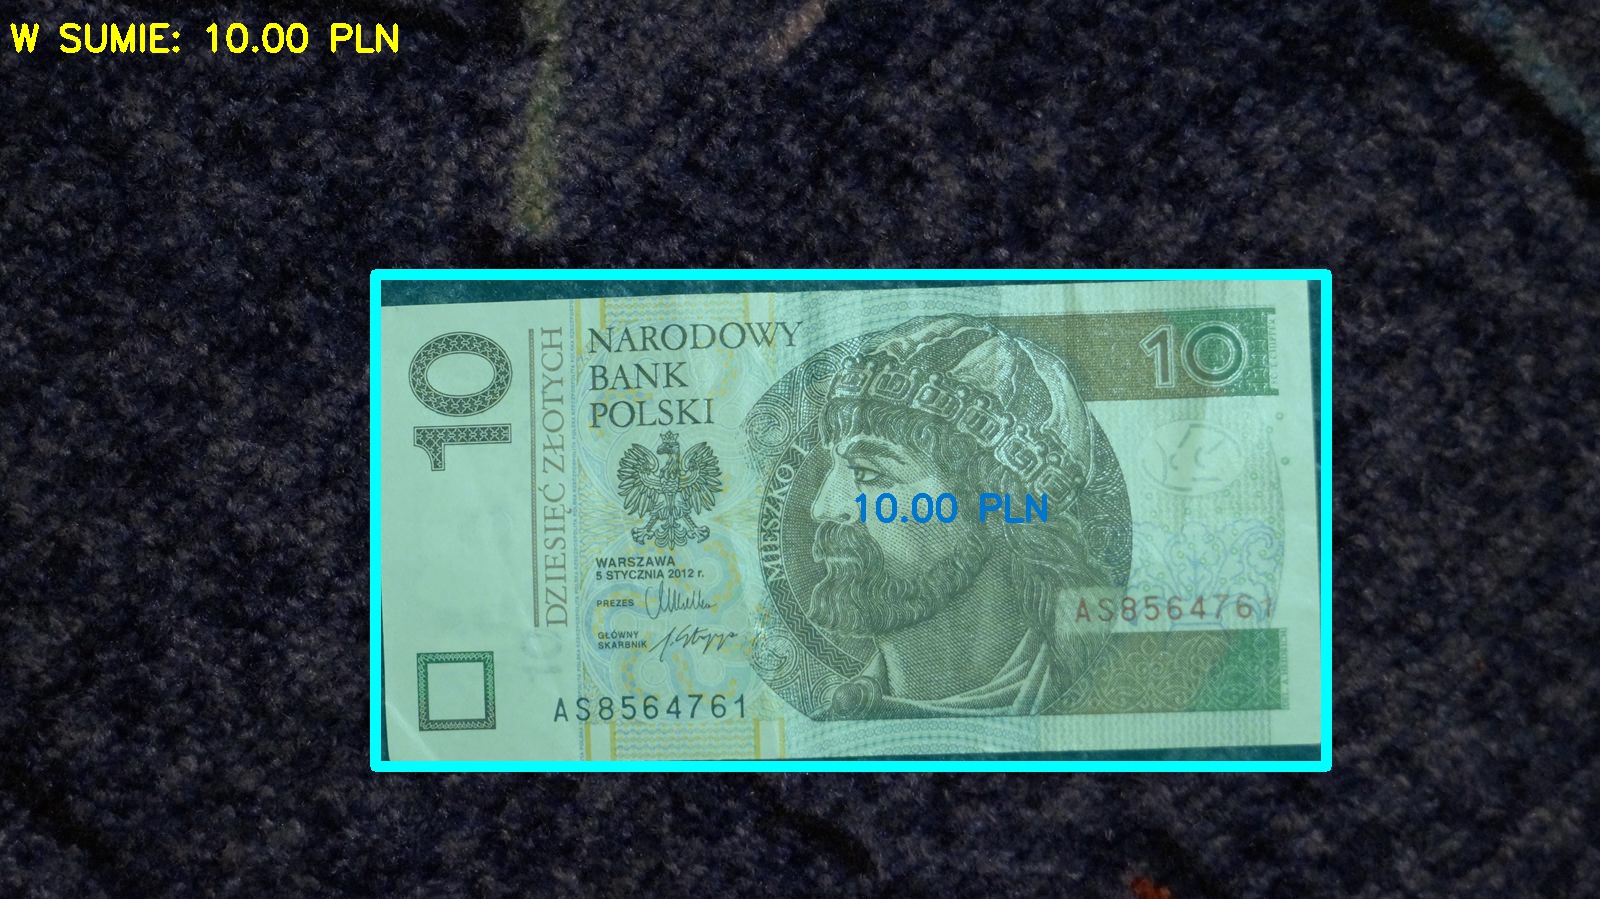 W SUMIE: 10.00 PLN
10
DZIESIĘĆ ZŁOTYCH
NARODOWY
BANK
POLSKI
WARSZAWA
5 STYCZNIA 2012 r.
PREZES
GŁÓWNY
SKARBNIK
AS8564761
MIESZKO I
10.00 PLN
10
AS8564761